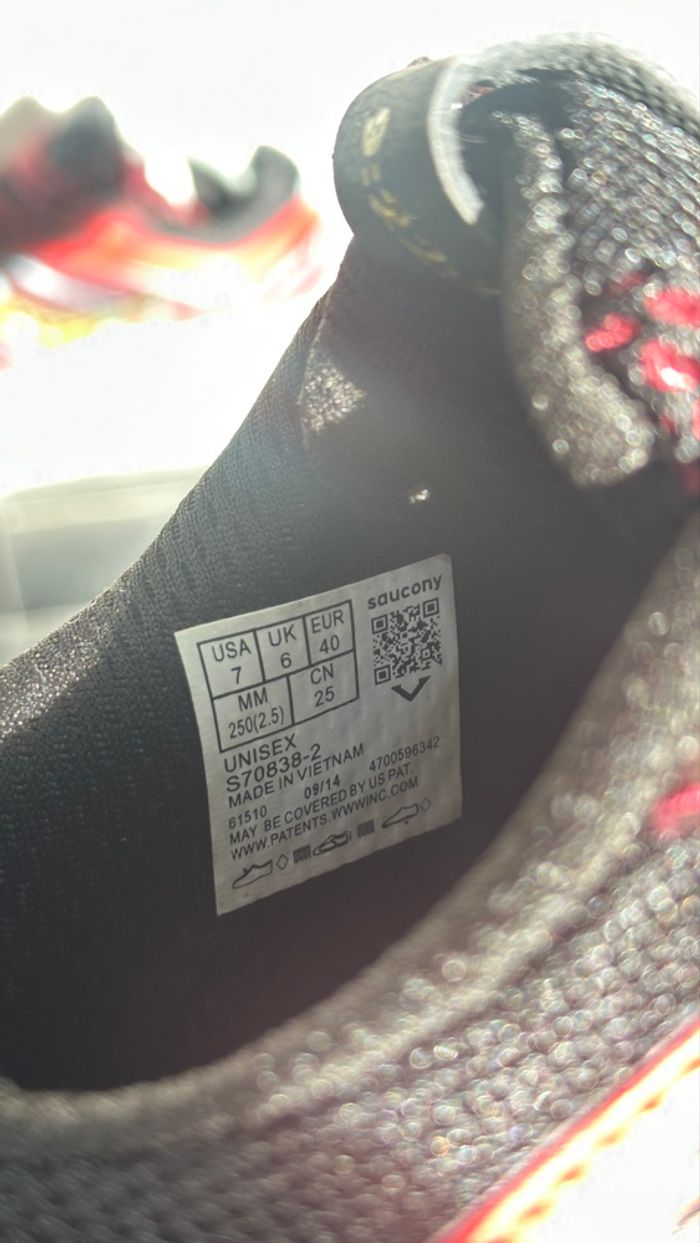 saucony
USA UK EUR
7 6 40
MM CN
250(2.5) 25
UNISEX
S70838-2
MADE IN VIETNAM
61510 09/14 4700596342
MAY BE COVERED BY US PAT.
WWW.PATENTS.WWWINC.COM